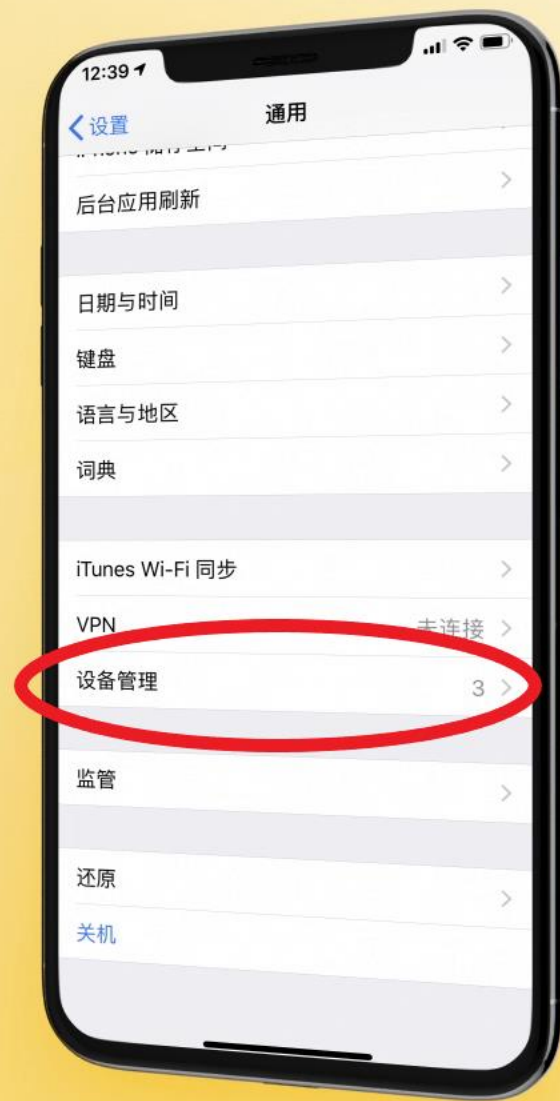 12:39
设置
通用
后台应用刷新
日期与时间
键盘
语言与地区
词典
iTunes Wi-Fi 同步
VPN 未连接
设备管理 3
监管
还原
关机